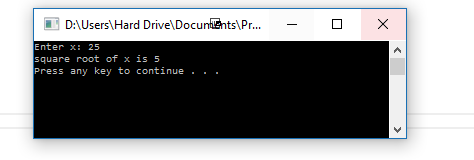 D:\Users\Hard Drive\Documents\Pr...
Enter x: 25
square root of x is 5
Press any key to continue . . .